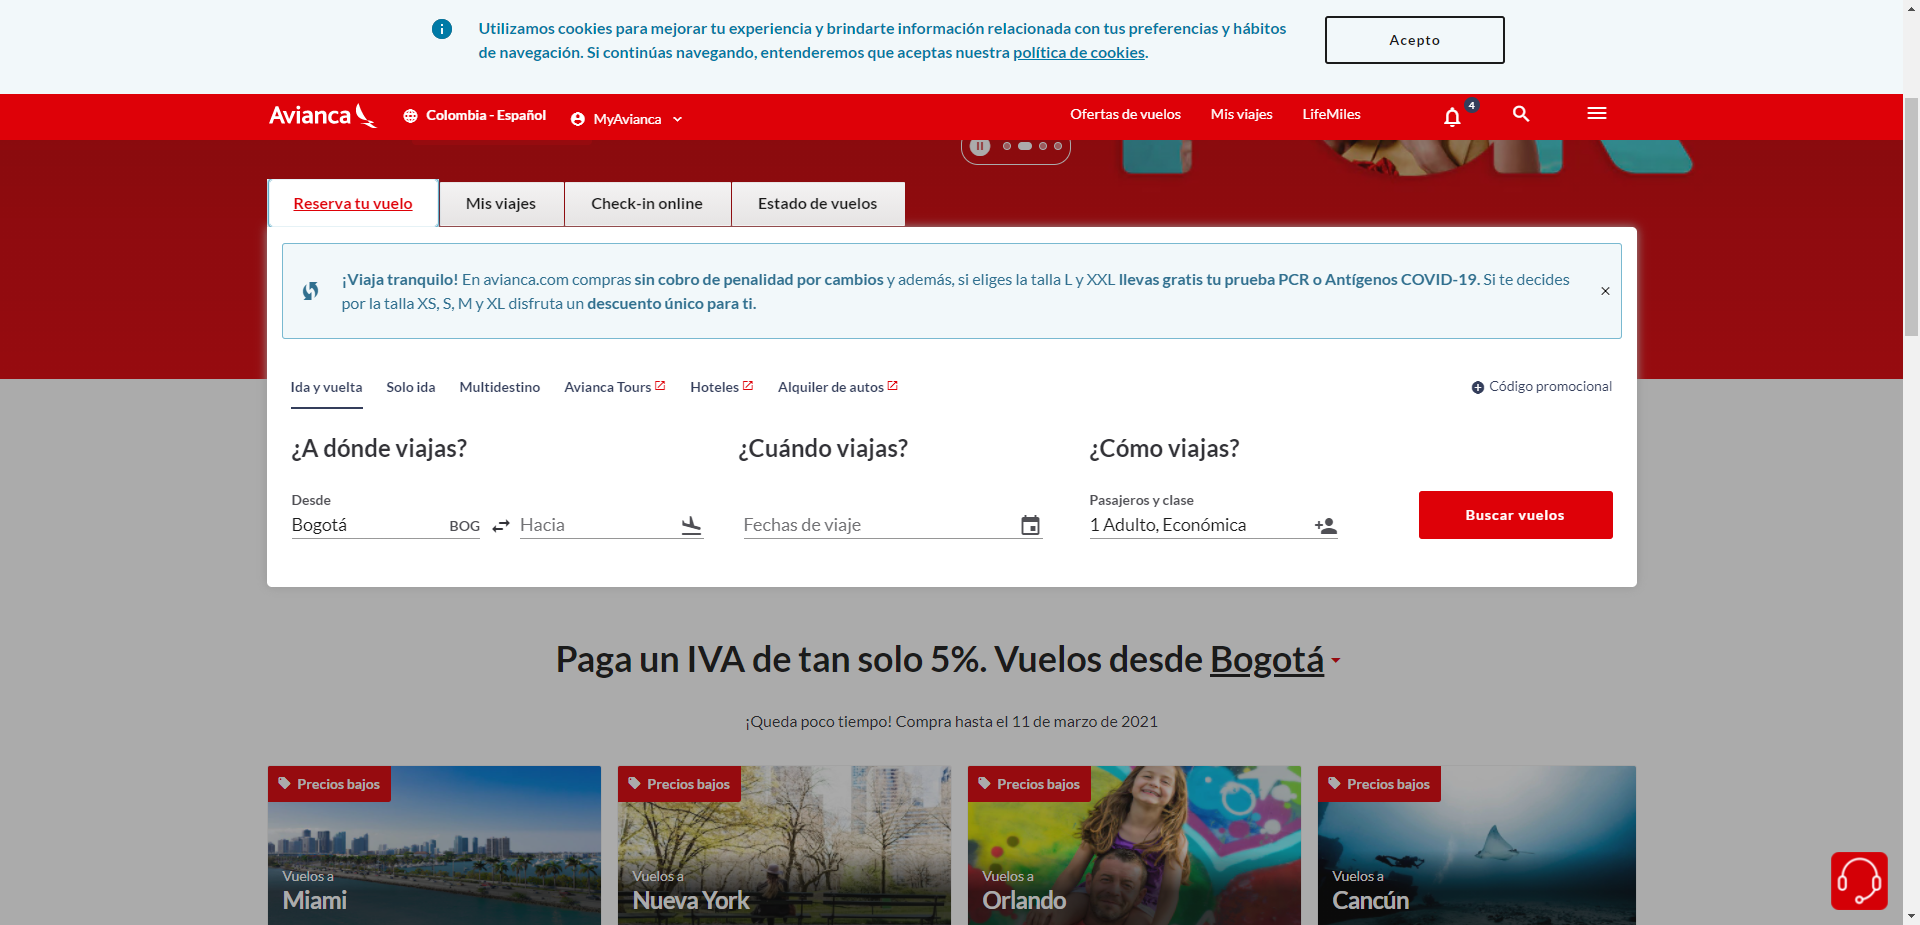 Utilizamos cookies para mejorar tu experiencia y brindarte información relacionada con tus preferencias y hábitos
de navegación. Si continúas navegando, entenderemos que aceptas nuestra política de cookies.
Acepto
Avianca
Colombia - Español
MyAvianca
Ofertas de vuelos
Mis viajes
LifeMiles
4
Reserva tu vuelo
Mis viajes
Check-in online
Estado de vuelos
¡Viaja tranquilo! En avianca.com compras sin cobro de penalidad por cambios y además, si eliges la talla L y XXL llevas gratis tu prueba PCR o Antígenos COVID-19. Si te decides
por la talla XS, S, M y XL disfruta un descuento único para ti.
Ida y vuelta
Solo ida
Multidestino
Avianca Tours
Hoteles
Alquiler de autos
Código promocional
¿A dónde viajas?
¿Cuándo viajas?
¿Cómo viajas?
Desde
Bogotá
BOG
Hacia
Fechas de viaje
Pasajeros y clase
1 Adulto, Económica
Buscar vuelos
Paga un IVA de tan solo 5%. Vuelos desde Bogotá
¡Queda poco tiempo! Compra hasta el 11 de marzo de 2021
Precios bajos
Vuelos a
Miami
Precios bajos
Vuelos a
Nueva York
Precios bajos
Vuelos a
Orlando
Precios bajos
Vuelos a
Cancún